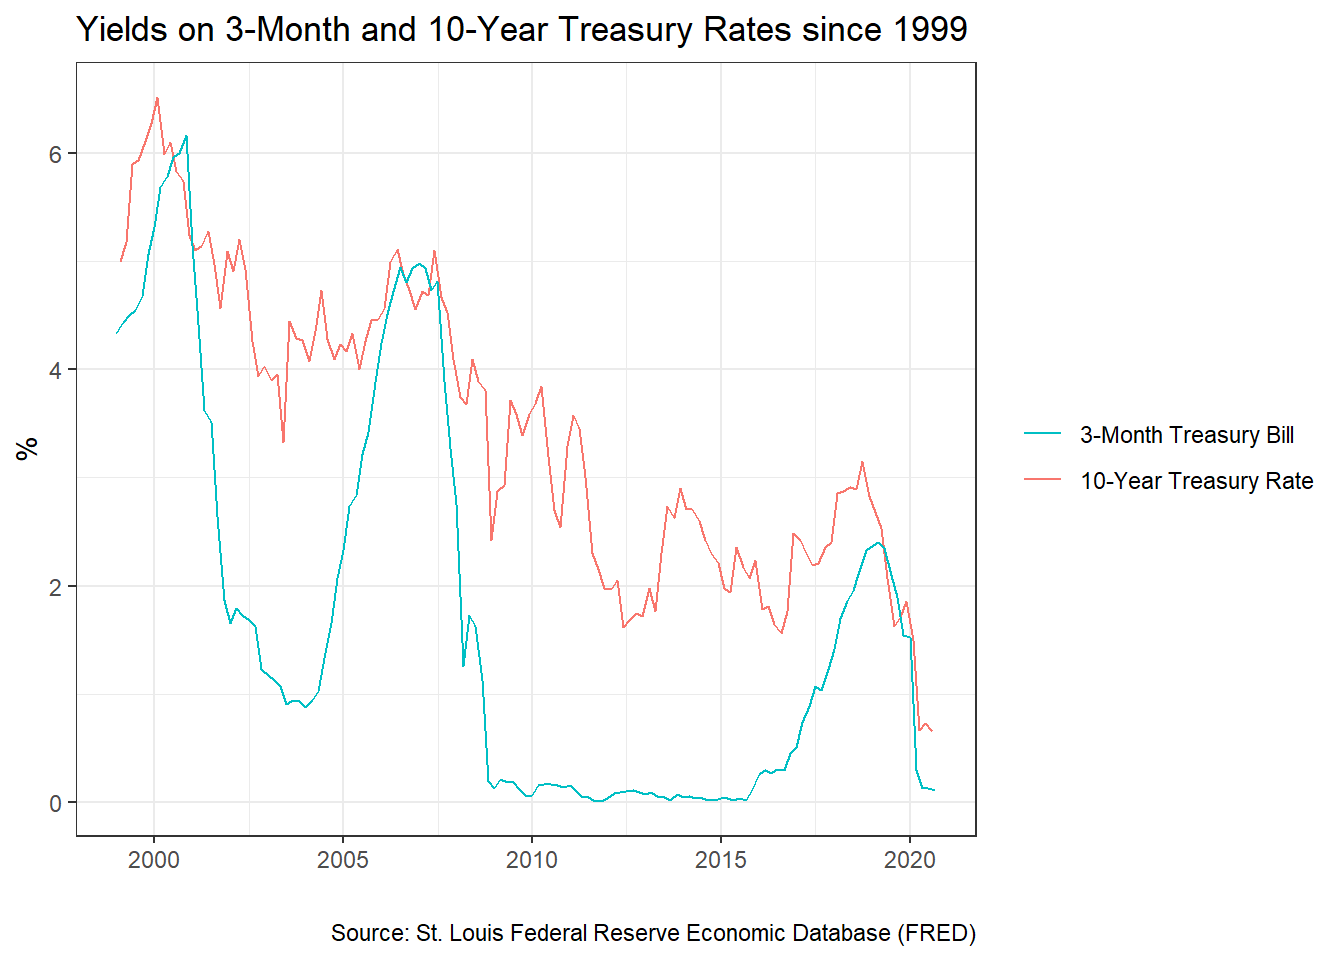 Yields on 3-Month and 10-Year Treasury Rates since 1999
%
6
4
2
0
2000
2005
2010
2015
2020
3-Month Treasury Bill
10-Year Treasury Rate
Source: St. Louis Federal Reserve Economic Database (FRED)